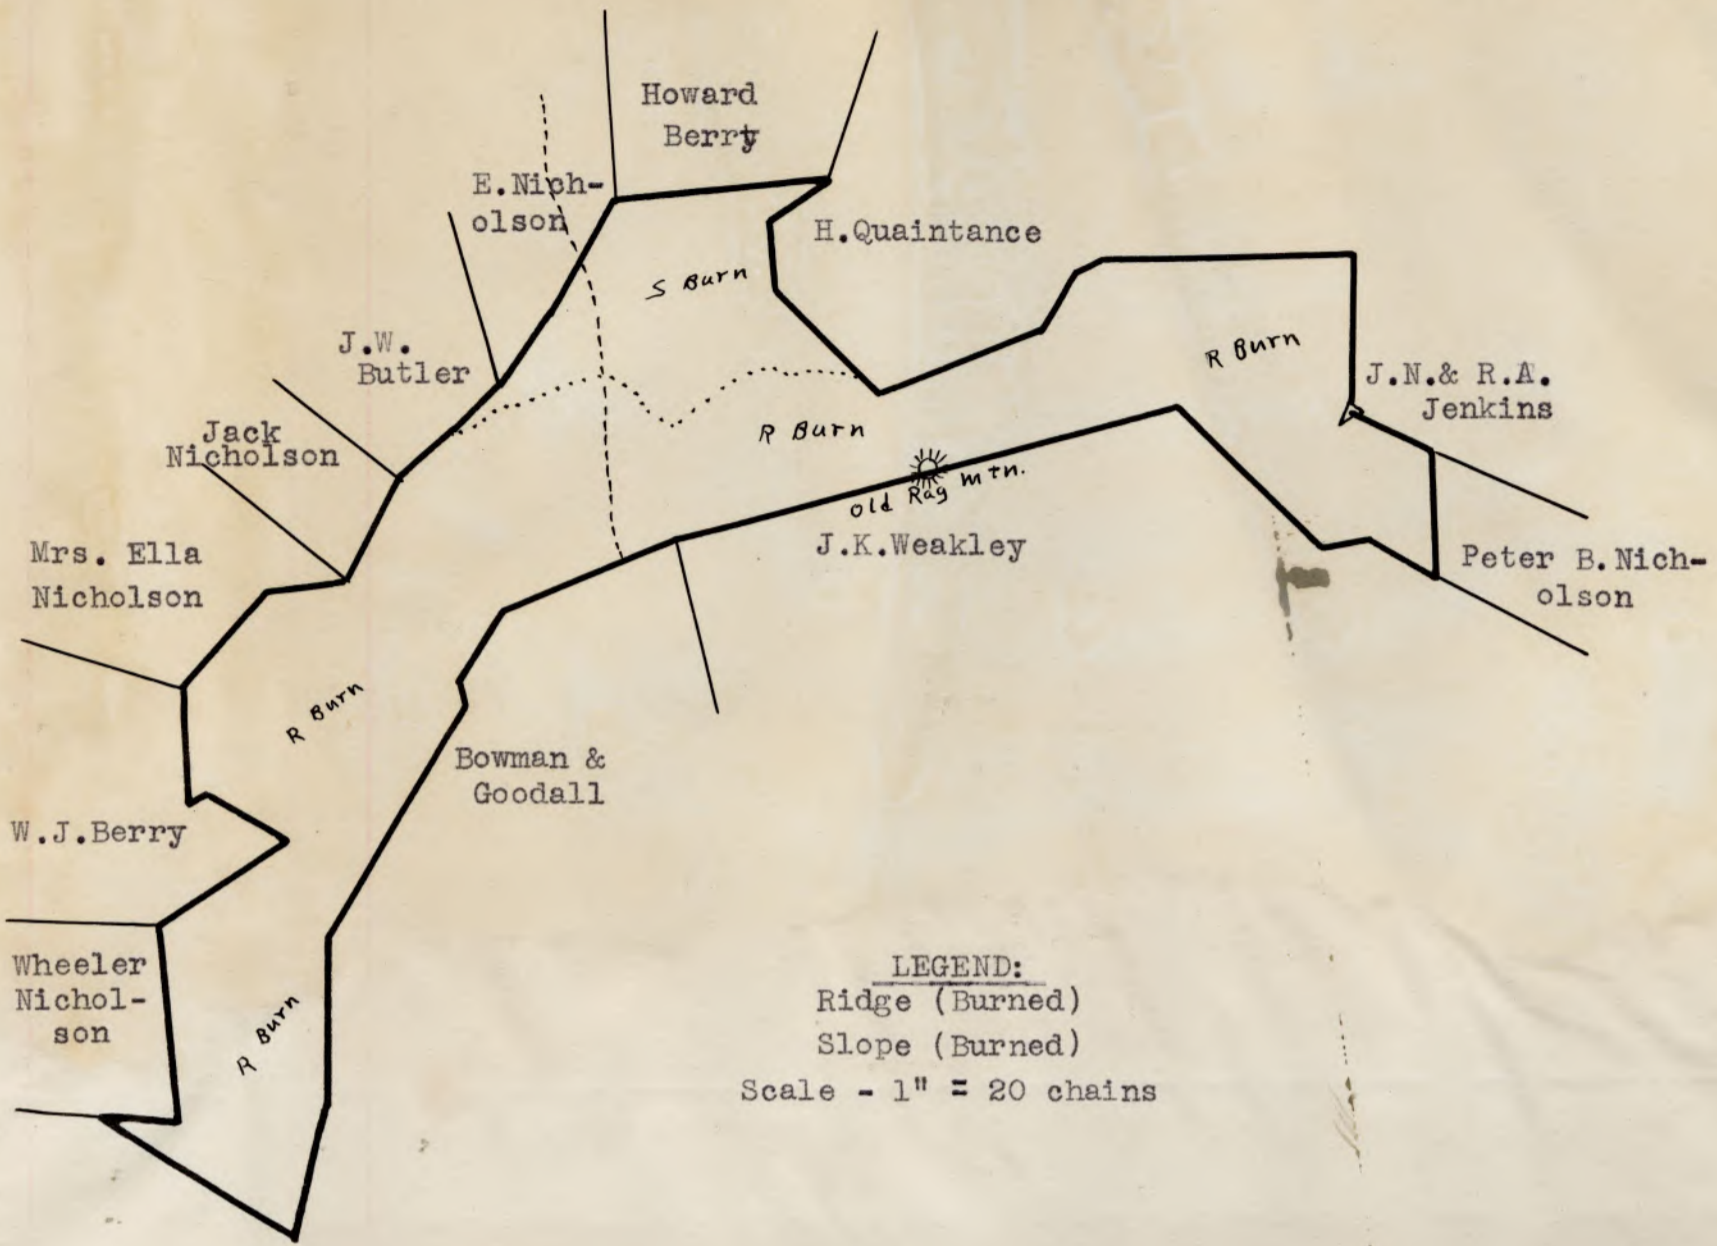 Howard
Berry
E.Nich-
olson
H.Quaintance
S Burn
J.W.
Butler
R Burn
J.N.& R.A.
Jenkins
Jack
Nicholson
R Burn
Old Rag Mtn.
J.K.Weakley
Mrs. Ella
Nicholson
Peter B.Nich-
olson
R Burn
Bowman &
Goodall
W.J.Berry
Wheeler
Nichol-
son
R Burn
LEGEND:
Ridge (Burned)
Slope (Burned)
Scale - 1" = 20 chains